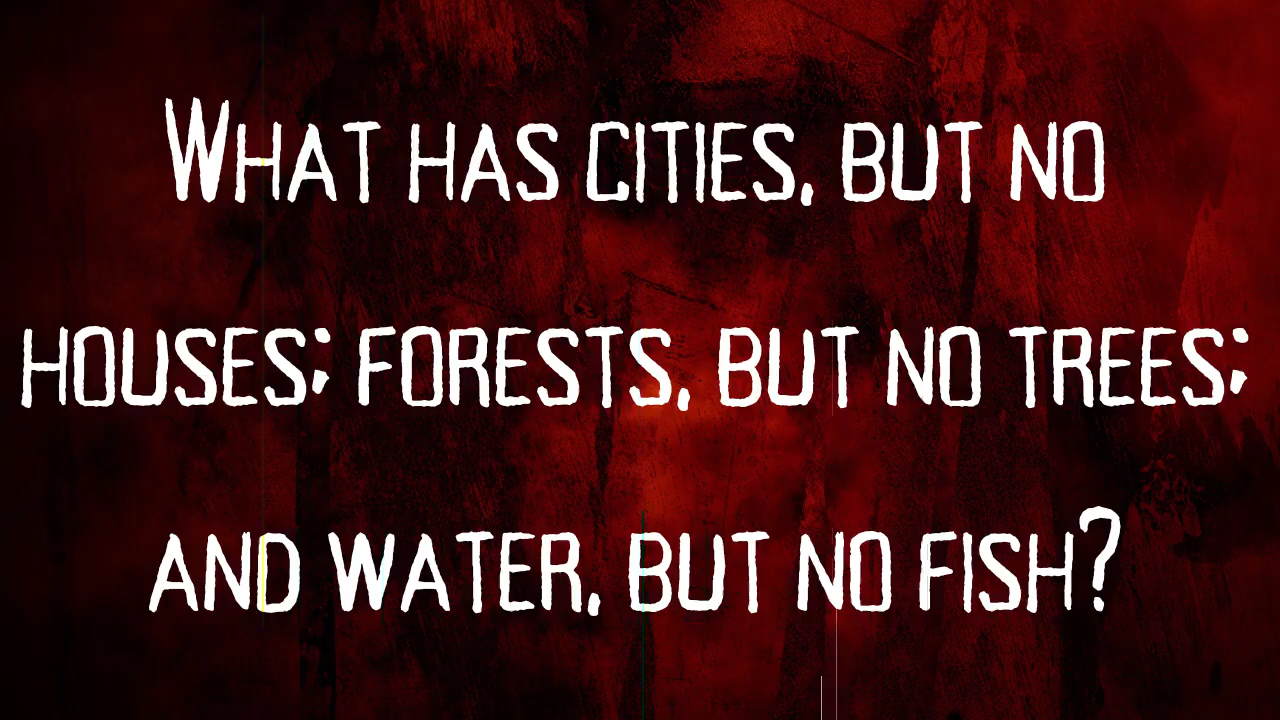 What has cities, but no
houses; forests, but no trees;
and water, but no fish?